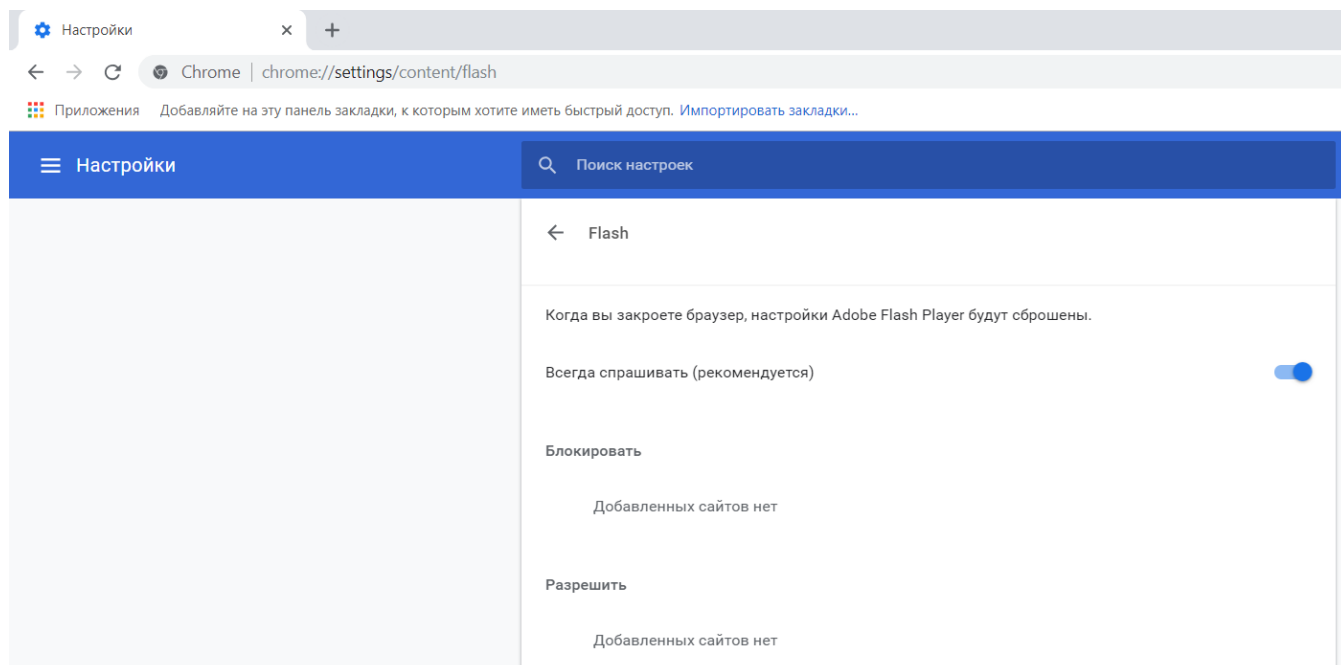 Настройки
Chrome | chrome://settings/content/flash
Приложения Добавляйте на эту панель закладки, к которым хотите иметь быстрый доступ. Импортировать закладки...
Настройки Поиск настроек
Flash
Когда вы закроете браузер, настройки Adobe Flash Player будут сброшены.
Всегда спрашивать (рекомендуется)
Блокировать
Добавленных сайтов нет
Разрешить
Добавленных сайтов нет